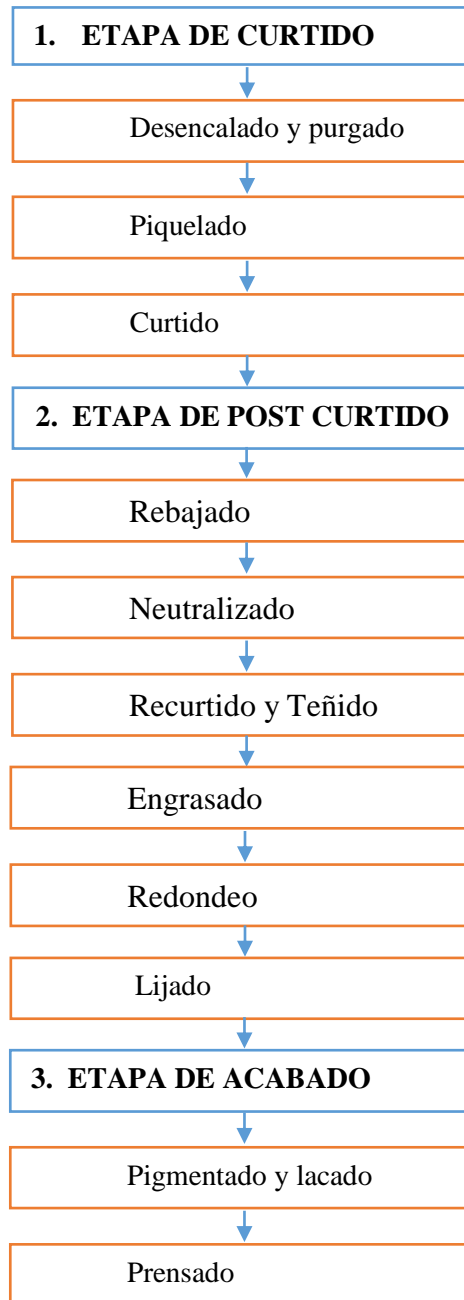 1. ETAPA DE CURTIDO
Desencalado y purgado
Piquelado
Curtido
2. ETAPA DE POST CURTIDO
Rebajado
Neutralizado
Recurtido y Teñido
Engrasado
Redondeo
Lijado
3. ETAPA DE ACABADO
Pigmentado y lacado
Prensado